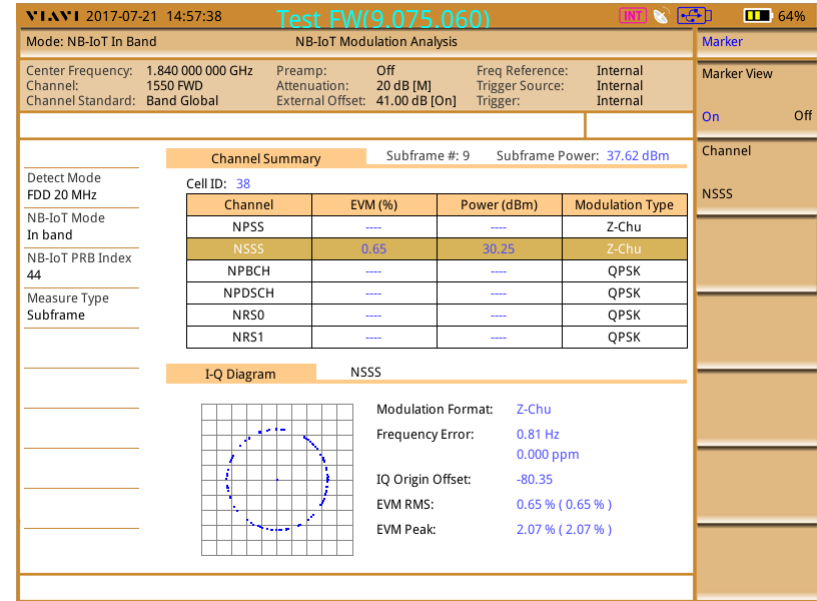 VIAVI 2017-07-21 14:57:38 Test FW(9.075.060) INT 64%
Mode: NB-IoT In Band NB-IoT Modulation Analysis Marker
Center Frequency: 1.840 000 000 GHz Preamp: Off Freq Reference: Internal
Channel: 1550 FWD Attenuation: 20 dB [M] Trigger Source: Internal
Channel Standard: Band Global External Offset: 41.00 dB [On] Trigger: Internal
Marker View
On Off
Channel
NSSS
Channel Summary Subframe #: 9 Subframe Power: 37.62 dBm
Detect Mode
FDD 20 MHz
NB-IoT Mode
In band
NB-IoT PRB Index
44
Measure Type
Subframe
Cell ID: 38
Channel EVM (%) Power (dBm) Modulation Type
NPSS ---- ---- Z-Chu
NSSS 0.65 30.25 Z-Chu
NPBCH ---- ---- QPSK
NPDSCH ---- ---- QPSK
NRS0 ---- ---- QPSK
NRS1 ---- ---- QPSK
I-Q Diagram NSSS
Modulation Format: Z-Chu
Frequency Error: 0.81 Hz
0.000 ppm
IQ Origin Offset: -80.35
EVM RMS: 0.65 % ( 0.65 % )
EVM Peak: 2.07 % ( 2.07 % )